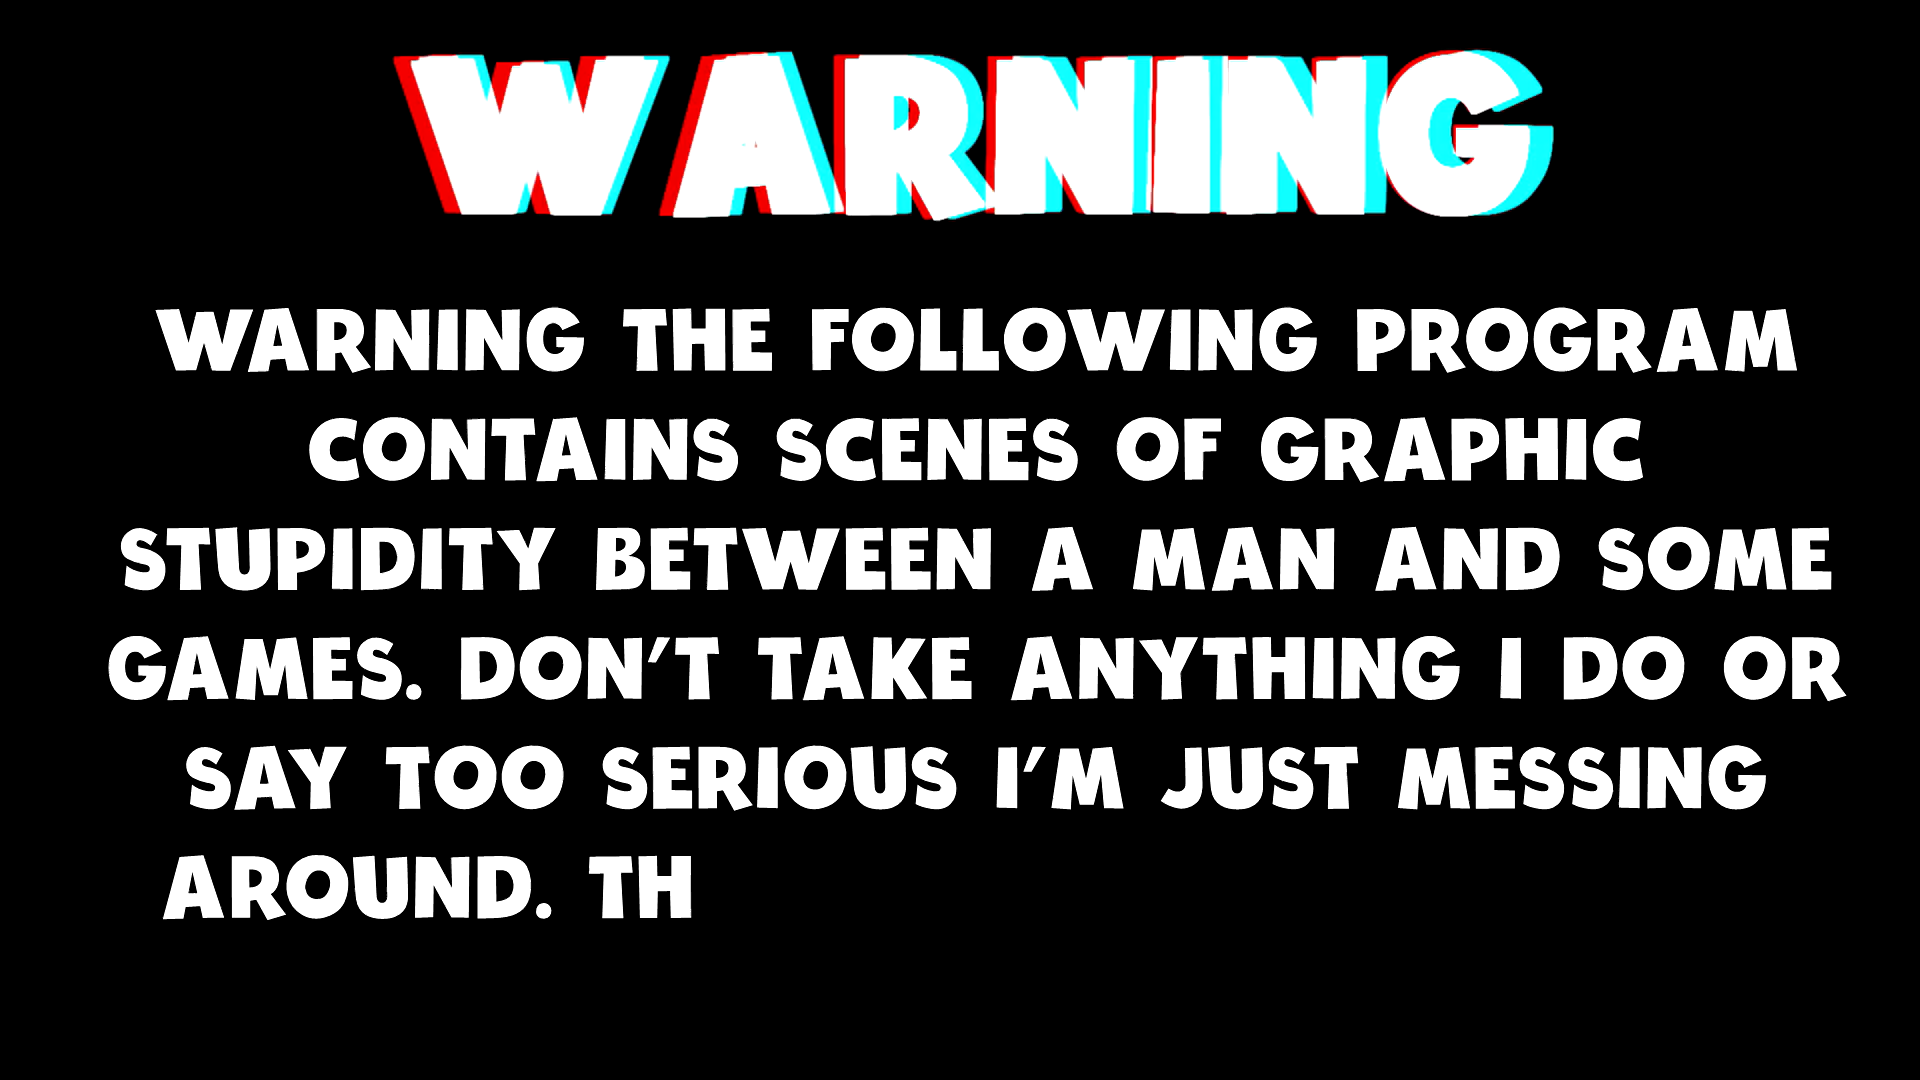 WARNING
WARNING THE FOLLOWING PROGRAM
CONTAINS SCENES OF GRAPHIC
STUPIDITY BETWEEN A MAN AND SOME
GAMES. DON'T TAKE ANYTHING I DO OR
SAY TOO SERIOUS I'M JUST MESSING
AROUND. TH